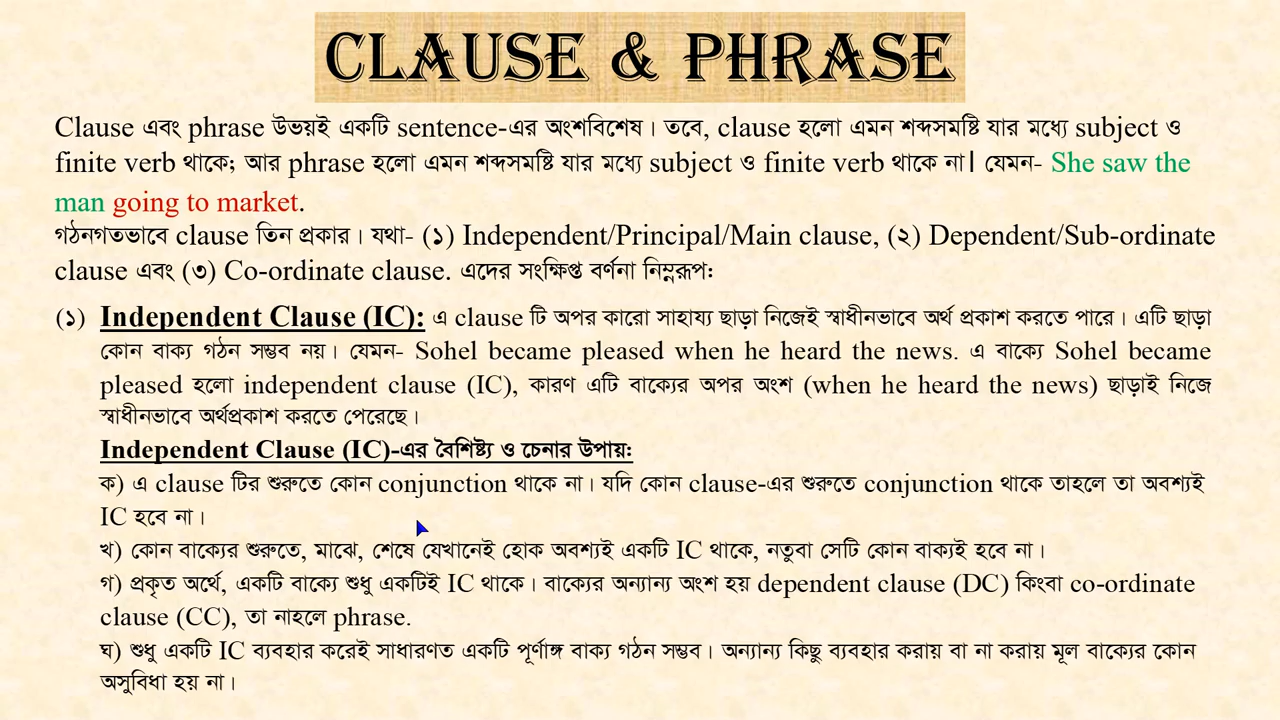 CLAUSE & PHRASE
Clause এবং phrase উভয়ই একটি sentence-এর অংশবিশেষ। তবে, clause হলো এমন শব্দসমষ্টি যার মধ্যে subject ও
finite verb থাকে; আর phrase হলো এমন শব্দসমষ্টি যার মধ্যে subject ও finite verb থাকে না। যেমন- She saw the
man going to market.
গঠনগতভাবে clause তিন প্রকার। যথা- (১) Independent/Principal/Main clause, (২) Dependent/Sub-ordinate
clause এবং (৩) Co-ordinate clause. এদের সংক্ষিপ্ত বর্ণনা নিম্নরূপঃ
(১) Independent Clause (IC): এ clause টি অপর কারো সাহায্য ছাড়া নিজেই স্বাধীনভাবে অর্থ প্রকাশ করতে পারে। এটি ছাড়া
কোন বাক্য গঠন সম্ভব নয়। যেমন- Sohel became pleased when he heard the news. এ বাক্যে Sohel became
pleased হলো independent clause (IC), কারণ এটি বাক্যের অপর অংশ (when he heard the news) ছাড়াই নিজে
স্বাধীনভাবে অর্থপ্রকাশ করতে পেরেছে।
Independent Clause (IC)-এর বৈশিষ্ট্য ও চেনার উপায়ঃ
ক) এ clause টির শুরুতে কোন conjunction থাকে না। যদি কোন clause-এর শুরুতে conjunction থাকে তাহলে তা অবশ্যই
IC হবে না।
খ) কোন বাক্যের শুরুতে, মাঝে, শেষে যেখানেই হোক অবশ্যই একটি IC থাকে, নতুবা সেটি কোন বাক্যই হবে না।
গ) প্রকৃত অর্থে, একটি বাক্যে শুধু একটিই IC থাকে। বাক্যের অন্যান্য অংশ হয় dependent clause (DC) কিংবা co-ordinate
clause (CC), তা নাহলে phrase.
ঘ) শুধু একটি IC ব্যবহার করেই সাধারণত একটি পূর্ণাঙ্গ বাক্য গঠন সম্ভব। অন্যান্য কিছু ব্যবহার করায় বা না করায় মূল বাক্যের কোন
অসুবিধা হয় না।